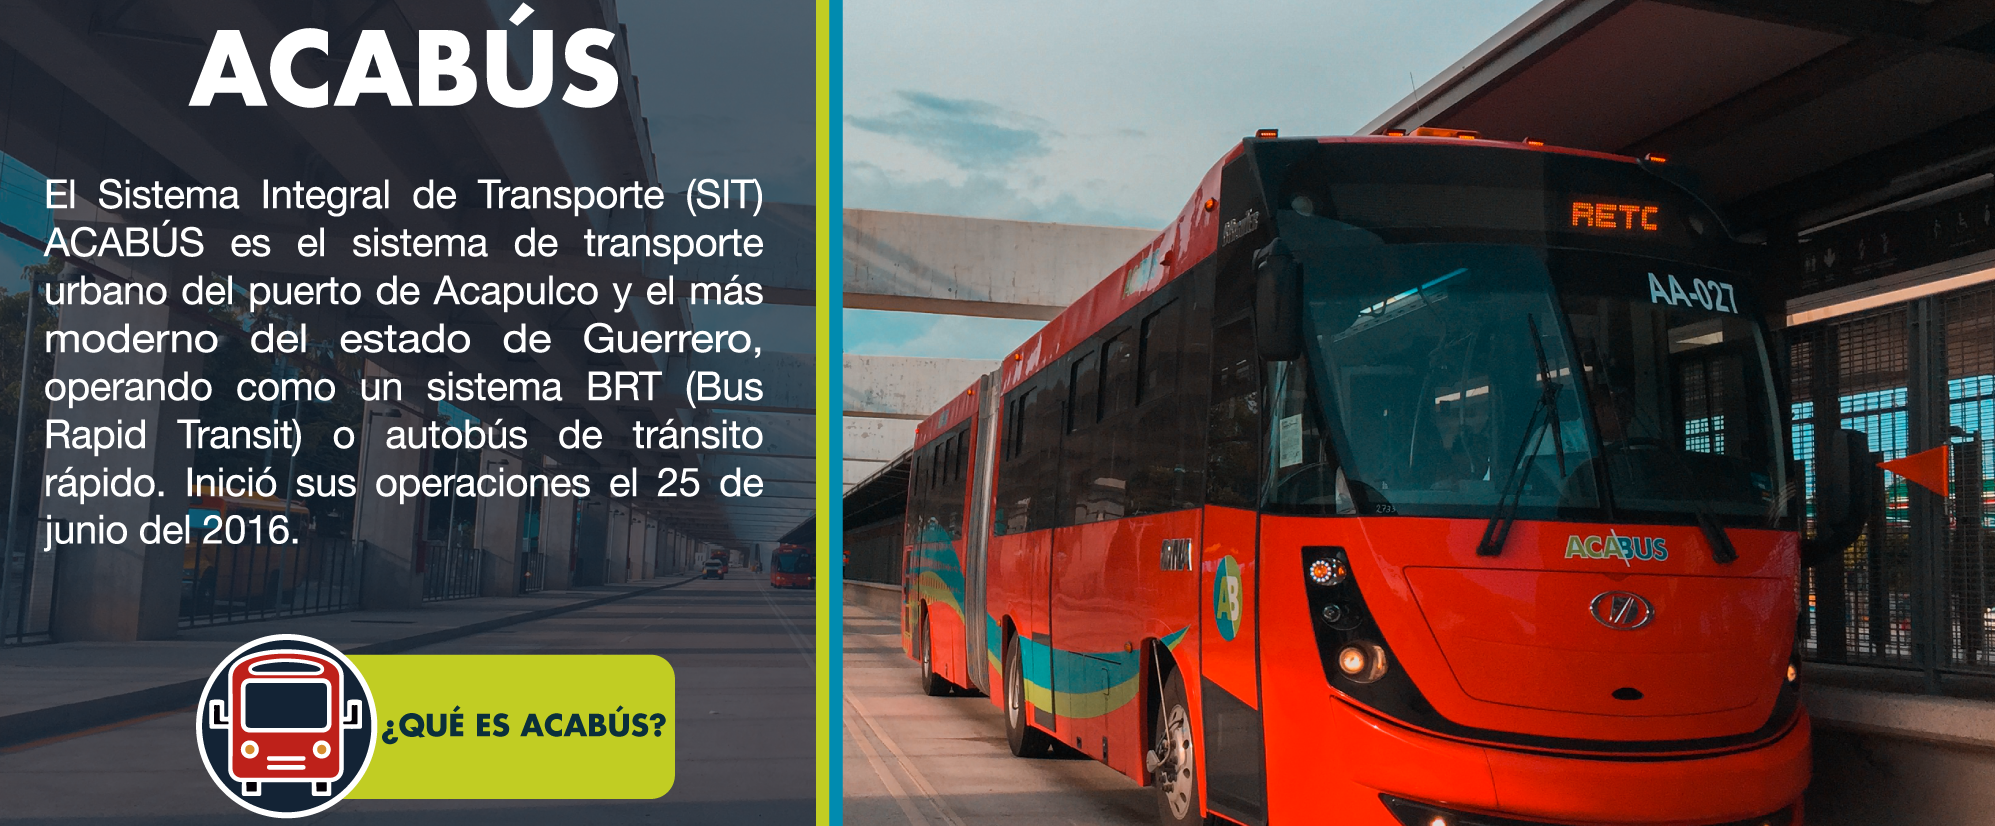 ACABÚS
El Sistema Integral de Transporte (SIT)
ACABÚS es el sistema de transporte
urbano del puerto de Acapulco y el más
moderno del estado de Guerrero,
operando como un sistema BRT (Bus
Rapid Transit) o autobús de tránsito
rápido. Inició sus operaciones el 25 de
junio del 2016.
¿QUÉ ES ACABÚS?
RETC
AA-027
2733
ACABUS
AB